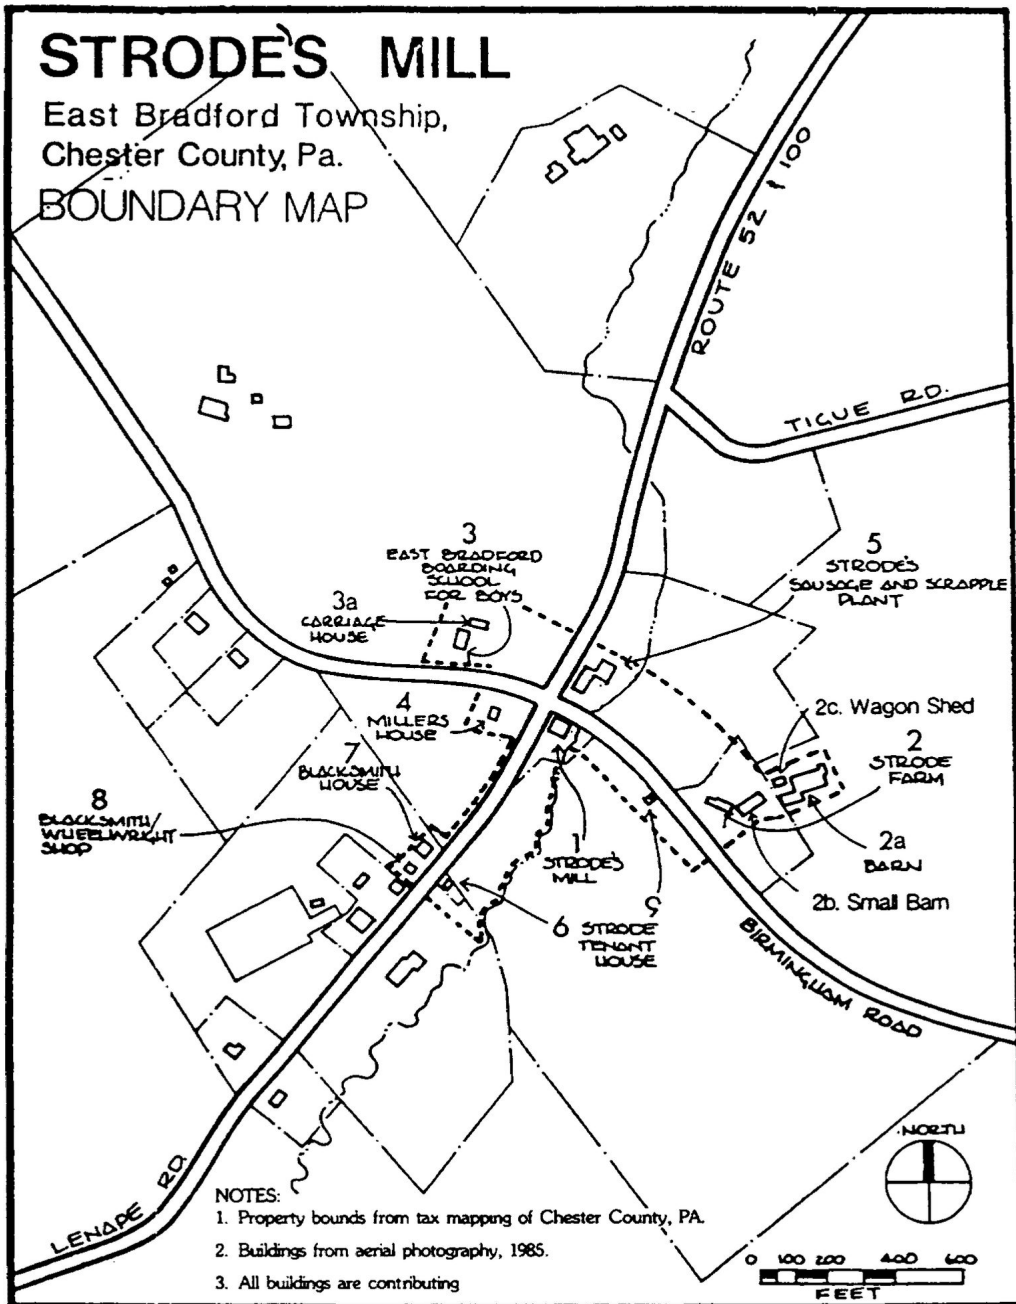 STRODE'S MILL
East Bradford Township,
Chester County, Pa.
BOUNDARY MAP
ROUTE 52 & 100
TIGUE RD.
3
EAST BRADFORD
BOARDING
SCHOOL
FOR BOYS
3a
CARRIAGE
HOUSE
5
STRODE'S
SAUSAGE AND SCRAPPLE
PLANT
4
MILLERS
HOUSE
2c. Wagon Shed
2
STRODE
FARM
7
BLACKSMITH
HOUSE
8
BLACKSMITH/
WHEELWRIGHT
SHOP
1
STRODE'S
MILL
2a
BARN
2b. Small Barn
9
6 STRODE
TENANT
HOUSE
BIRMINGHAM ROAD
LENAPE RD.
NORTH
NOTES:
1. Property bounds from tax mapping of Chester County, PA.
2. Buildings from aerial photography, 1985.
3. All buildings are contributing
0 100 200 400 600
FEET